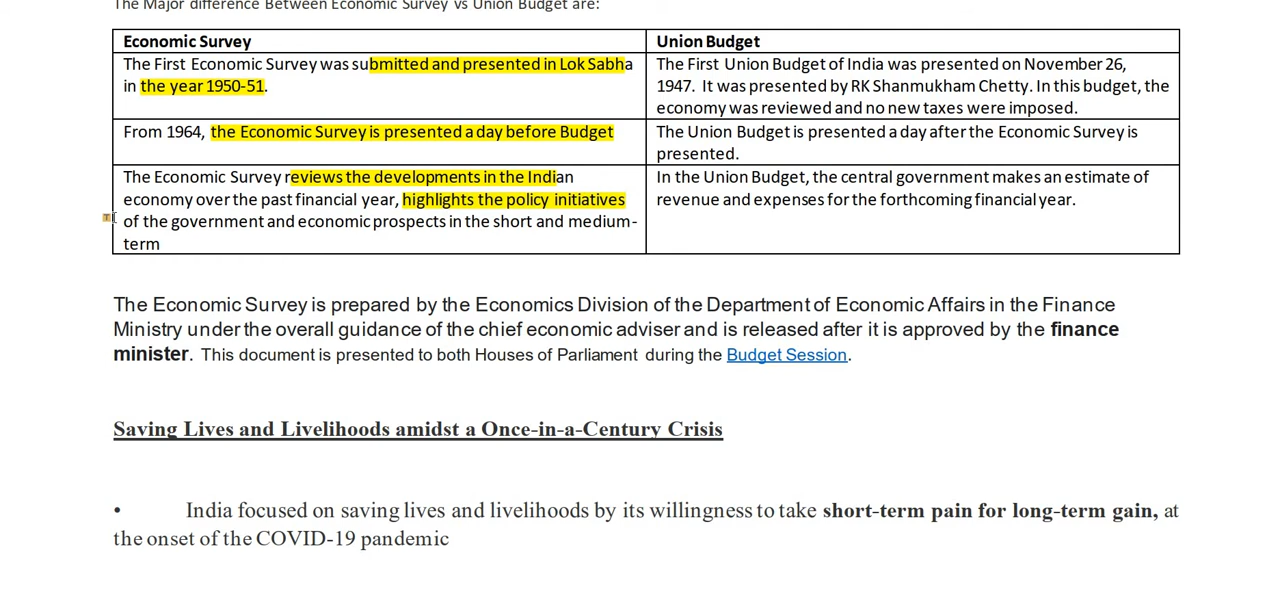 The Major difference Between Economic Survey vs Union Budget are:
Economic Survey
The First Economic Survey was submitted and presented in Lok Sabha
in the year 1950-51.
Union Budget
The First Union Budget of India was presented on November 26,
1947. It was presented by RK Shanmukham Chetty. In this budget, the
economy was reviewed and no new taxes were imposed.
From 1964, the Economic Survey is presented a day before Budget
The Union Budget is presented a day after the Economic Survey is
presented.
The Economic Survey reviews the developments in the Indian
economy over the past financial year, highlights the policy initiatives
of the government and economic prospects in the short and medium-
term
In the Union Budget, the central government makes an estimate of
revenue and expenses for the forthcoming financial year.
The Economic Survey is prepared by the Economics Division of the Department of Economic Affairs in the Finance
Ministry under the overall guidance of the chief economic adviser and is released after it is approved by the finance
minister. This document is presented to both Houses of Parliament during the Budget Session.
Saving Lives and Livelihoods amidst a Once-in-a-Century Crisis
• India focused on saving lives and livelihoods by its willingness to take short-term pain for long-term gain, at
the onset of the COVID-19 pandemic